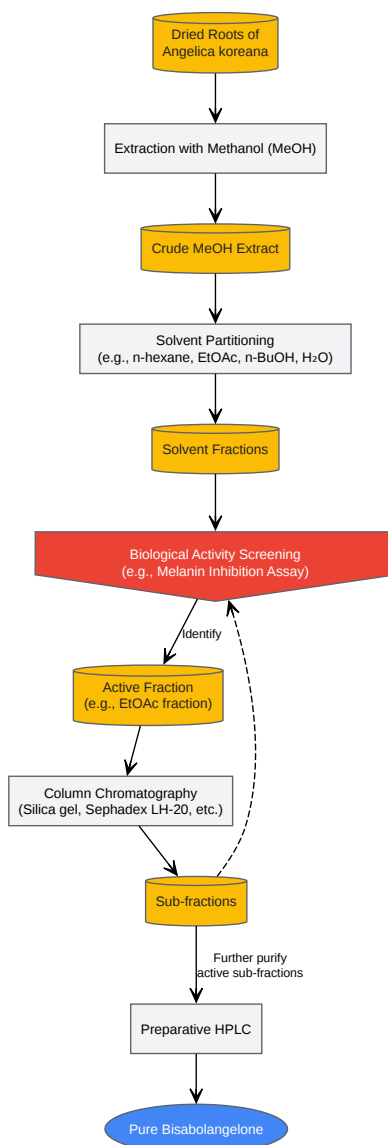 Dried Roots of
Angelica koreana
Extraction with Methanol (MeOH)
Crude MeOH Extract
Solvent Partitioning
(e.g., n-hexane, EtOAc, n-BuOH, H₂O)
Solvent Fractions
Biological Activity Screening
(e.g., Melanin Inhibition Assay)
Identify
Active Fraction
(e.g., EtOAc fraction)
Column Chromatography
(Silica gel, Sephadex LH-20, etc.)
Sub-fractions
Further purify
active sub-fractions
Preparative HPLC
Pure Bisabolangelone